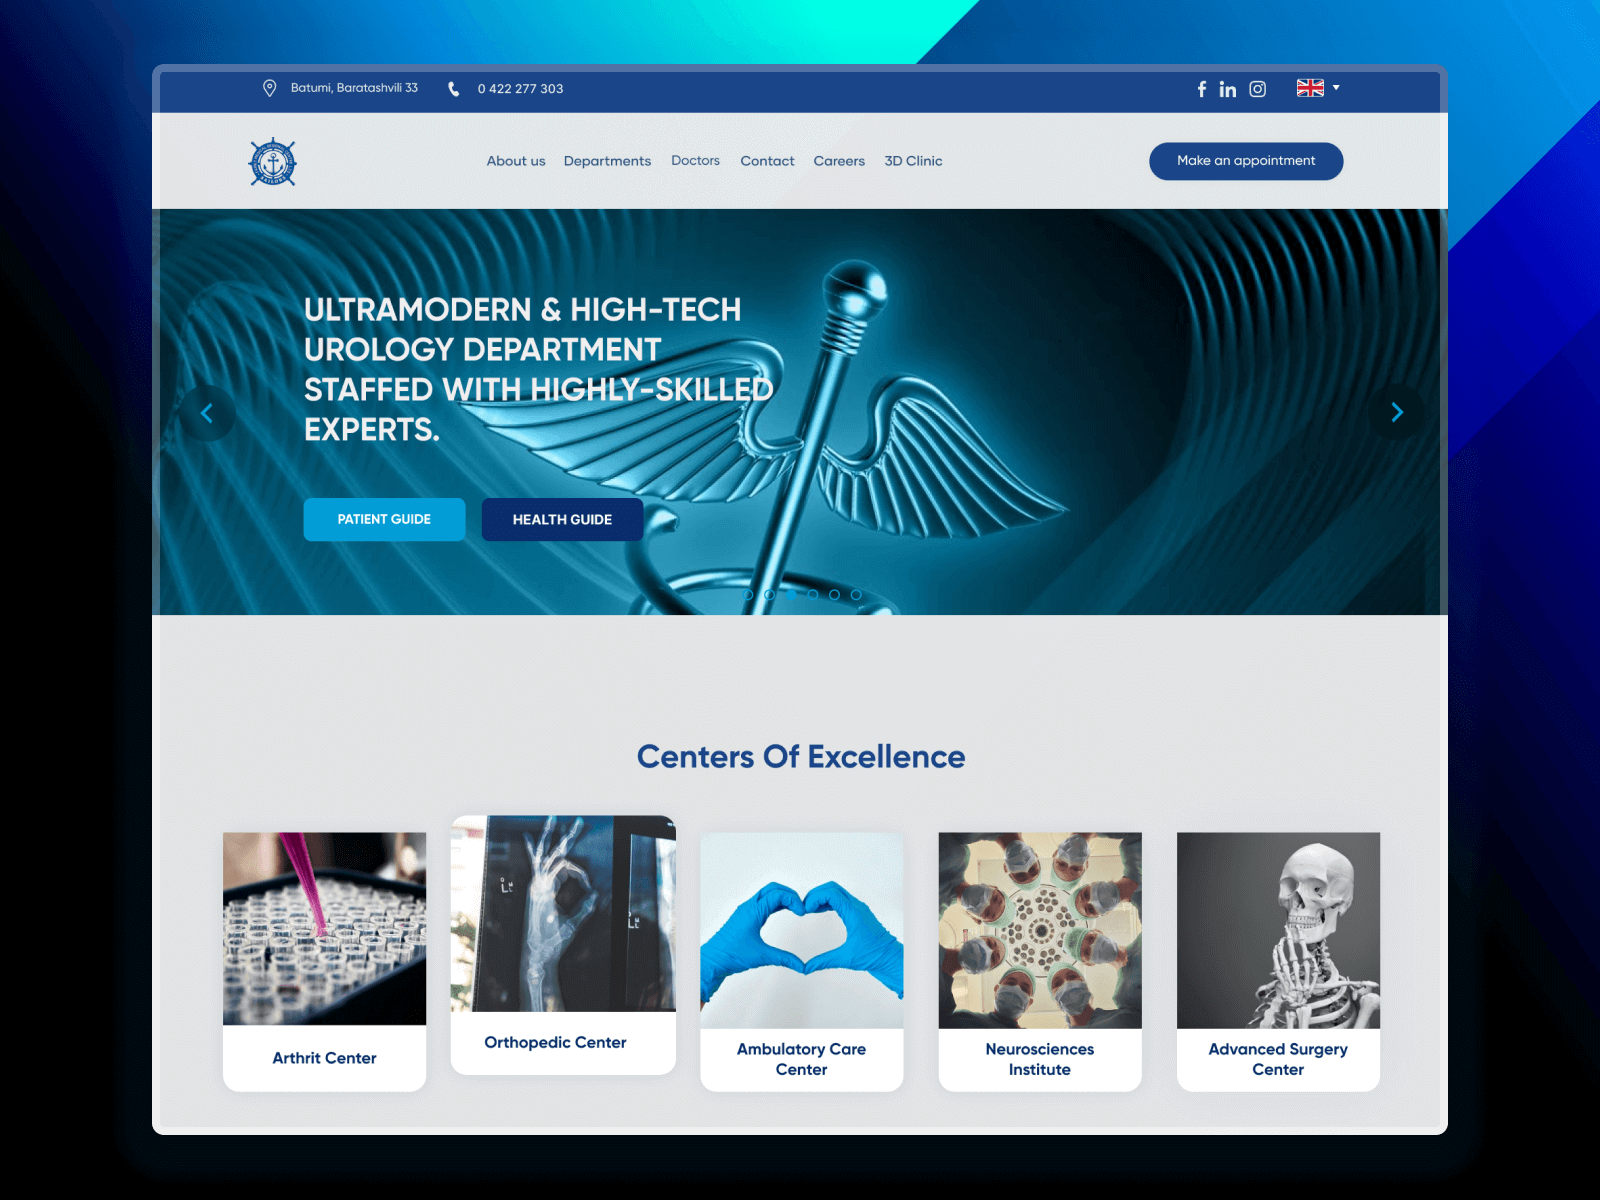 Batumi, Baratashvili 33
0 422 277 303
About us
Departments
Doctors
Contact
Careers
3D Clinic
Make an appointment
ULTRAMODERN & HIGH-TECH
UROLOGY DEPARTMENT
STAFFED WITH HIGHLY-SKILLED
EXPERTS.
PATIENT GUIDE
HEALTH GUIDE
Centers Of Excellence
Arthrit Center
Orthopedic Center
Ambulatory Care
Center
Neurosciences
Institute
Advanced Surgery
Center